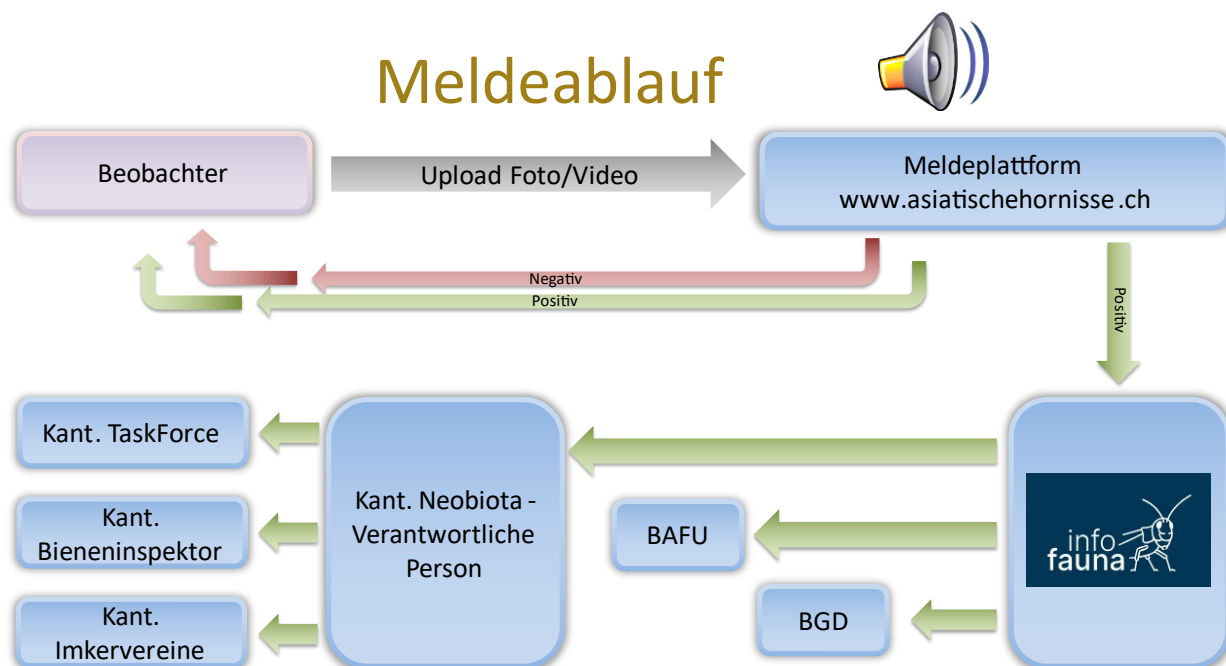 Meldeablauf
Beobachter
Upload Foto/Video
Meldeplattform
www.asiatischehornisse.ch
Negativ
Positiv
Positiv
Kant. TaskForce
Kant.
Bieneninspektor
Kant.
Imkervereine
Kant. Neobiota -
Verantwortliche
Person
BAFU
BGD
info
fauna